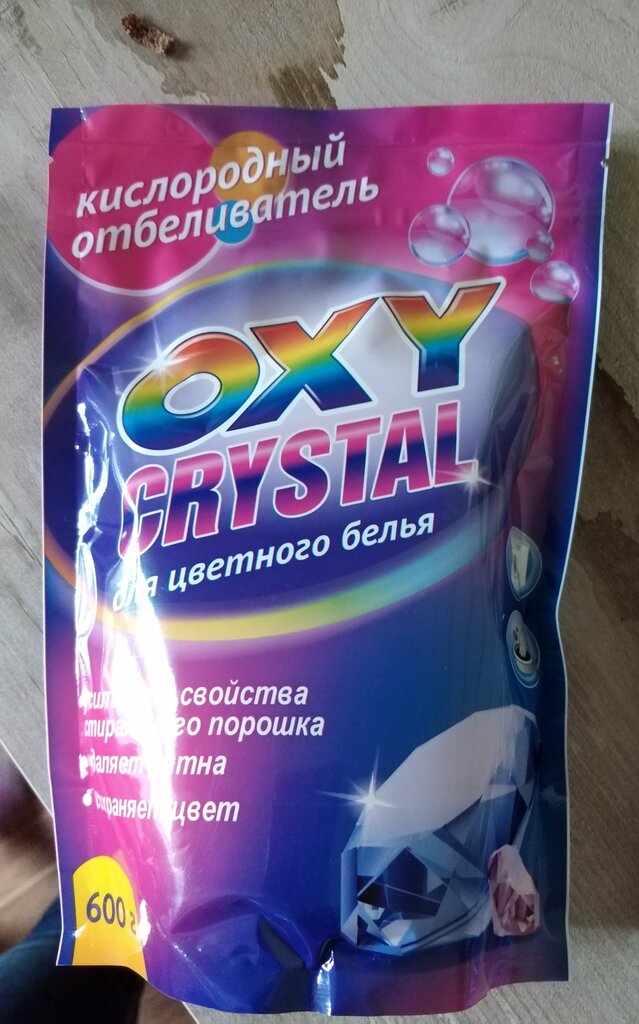 кислородный
отбеливатель
OXY
CRYSTAL
для цветного белья
свойства
порошка
цвет
600 г